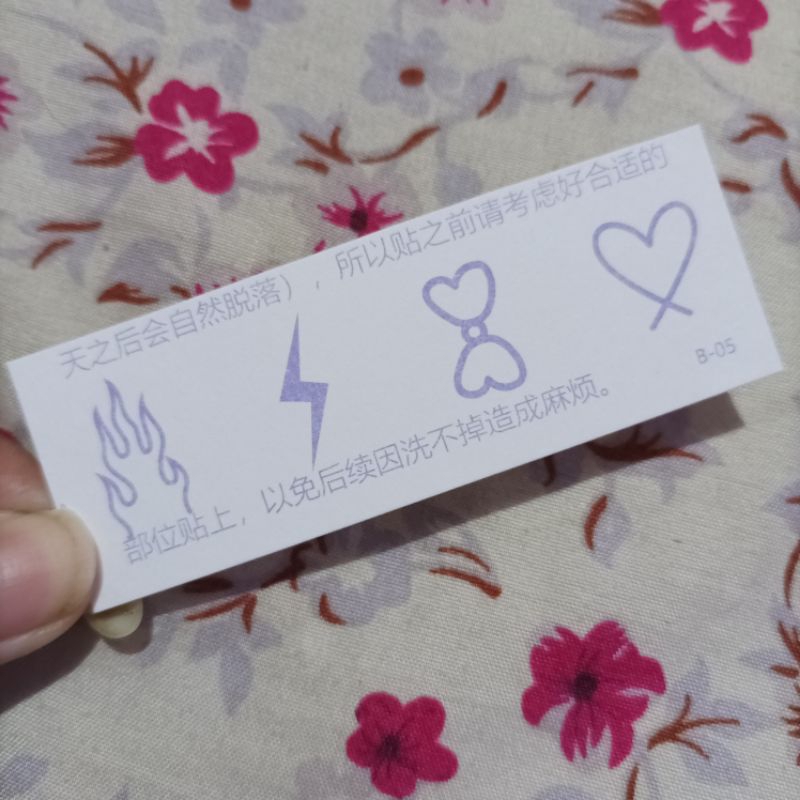 天之后会自然脱落），所以贴之前请考虑好合适的
B-05
部位贴上，以免后续因洗不掉造成麻烦。